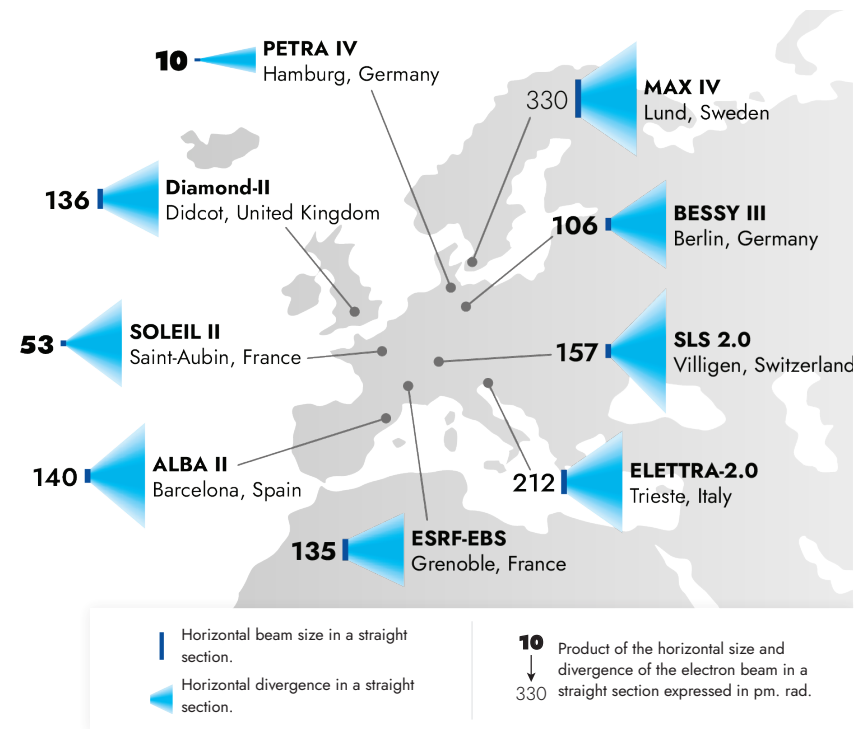 10
PETRA IV
Hamburg, Germany
330
MAX IV
Lund, Sweden
136
Diamond-II
Didcot, United Kingdom
106
BESSY III
Berlin, Germany
53
SOLEIL II
Saint-Aubin, France
157
SLS 2.0
Villigen, Switzerland
140
ALBA II
Barcelona, Spain
212
ELETTRA-2.0
Trieste, Italy
135
ESRF-EBS
Grenoble, France
Horizontal beam size in a straight
section.
Horizontal divergence in a straight
section.
10
330
Product of the horizontal size and
divergence of the electron beam in a
straight section expressed in pm. rad.